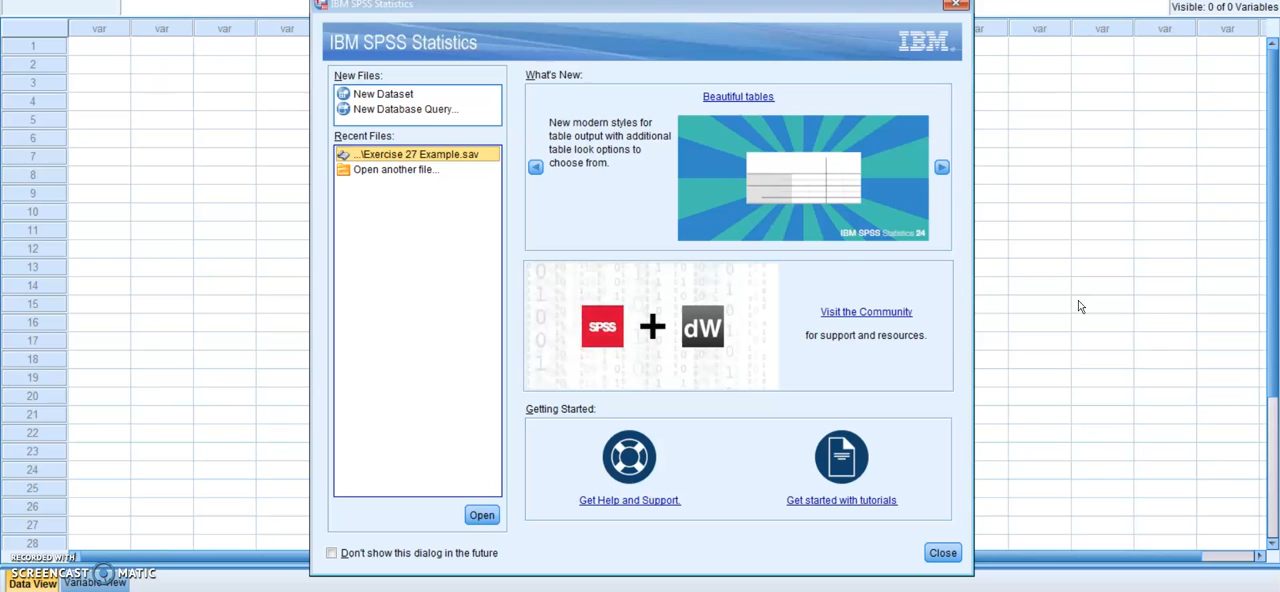 IBM SPSS Statistics
Visible: 0 of 0 Variables
var var var var var var var var var
IBM SPSS Statistics
IBM.
New Files:
New Dataset
New Database Query...
Recent Files:
...\Exercise 27 Example.sav
Open another file...
Open
What's New:
Beautiful tables
New modern styles for
table output with additional
table look options to
choose from.
IBM SPSS Statistics 24
SPSS + dW
Visit the Community
for support and resources.
Getting Started:
Get Help and Support.
Get started with tutorials
Don't show this dialog in the future
Close
1
2
3
4
5
6
7
8
9
10
11
12
13
14
15
16
17
18
19
20
21
22
23
24
25
26
27
28
RECORDED WITH
SCREENCAST MATIC
Data View Variable View